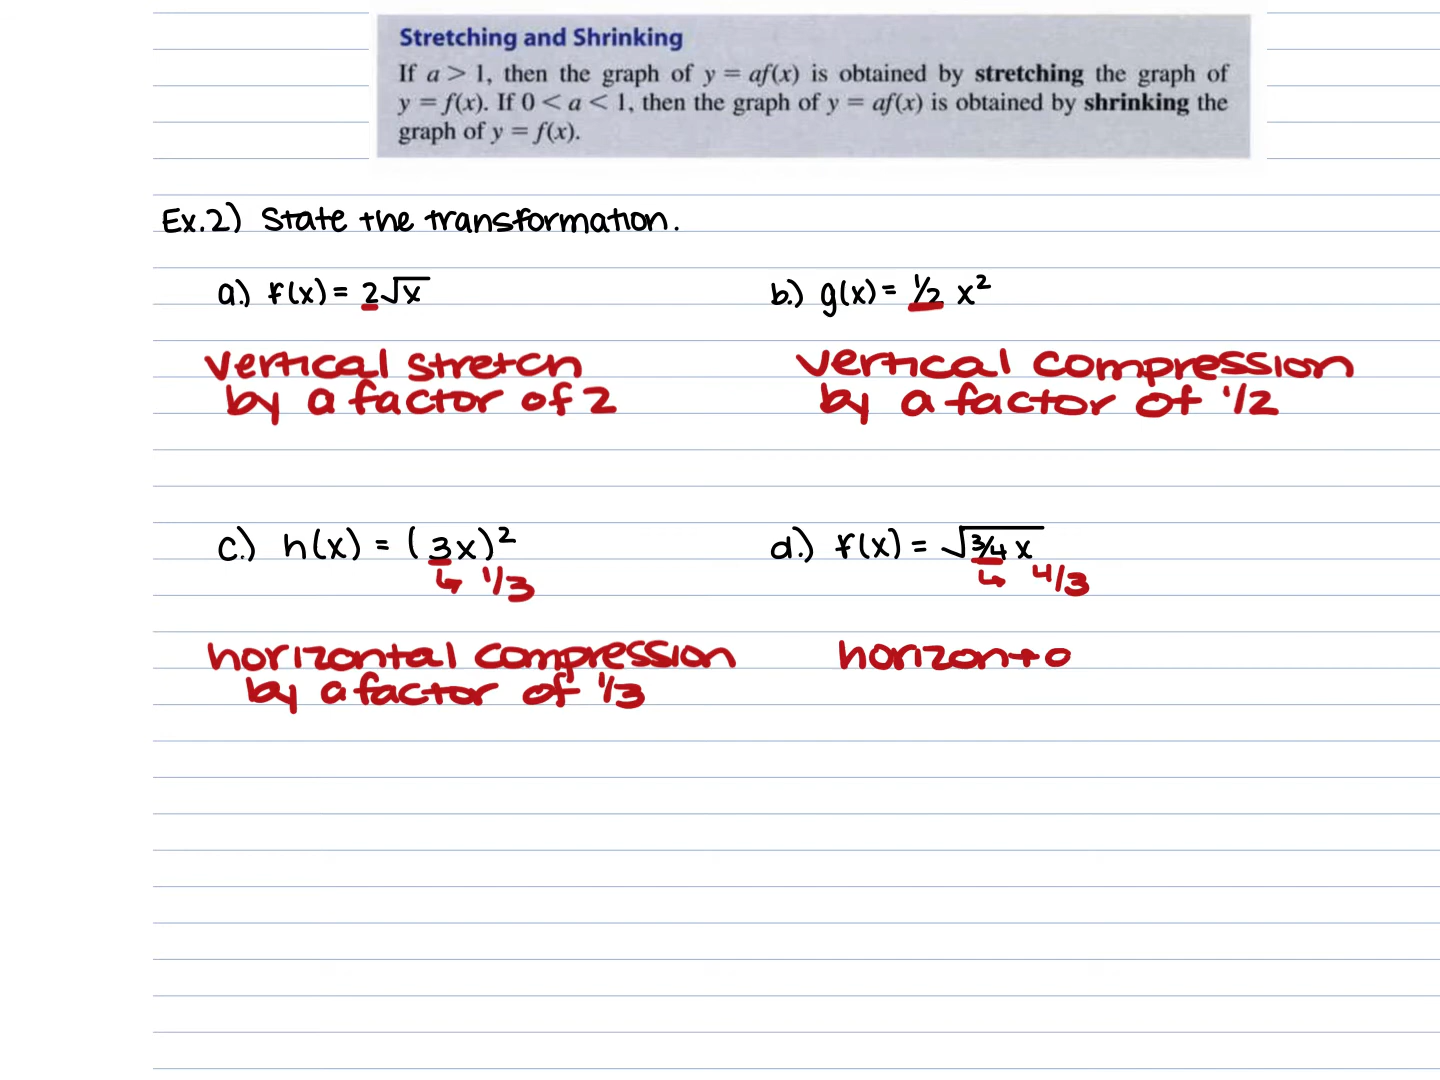 Stretching and Shrinking
If a > 1, then the graph of y = af(x) is obtained by stretching the graph of
y = f(x). If 0 < a < 1, then the graph of y = af(x) is obtained by shrinking the
graph of y = f(x).
Ex.2) State the transformation.
a.) f(x) = 2√x
b.) g(x) = 1/2 x²
vertical stretch
by a factor of 2
vertical compression
by a factor of 1/2
c.) h(x) = (3x)²
↳ 1/3
d.) f(x) = √3/4 x
↳ 4/3
horizontal compression
by a factor of 1/3
horizonto